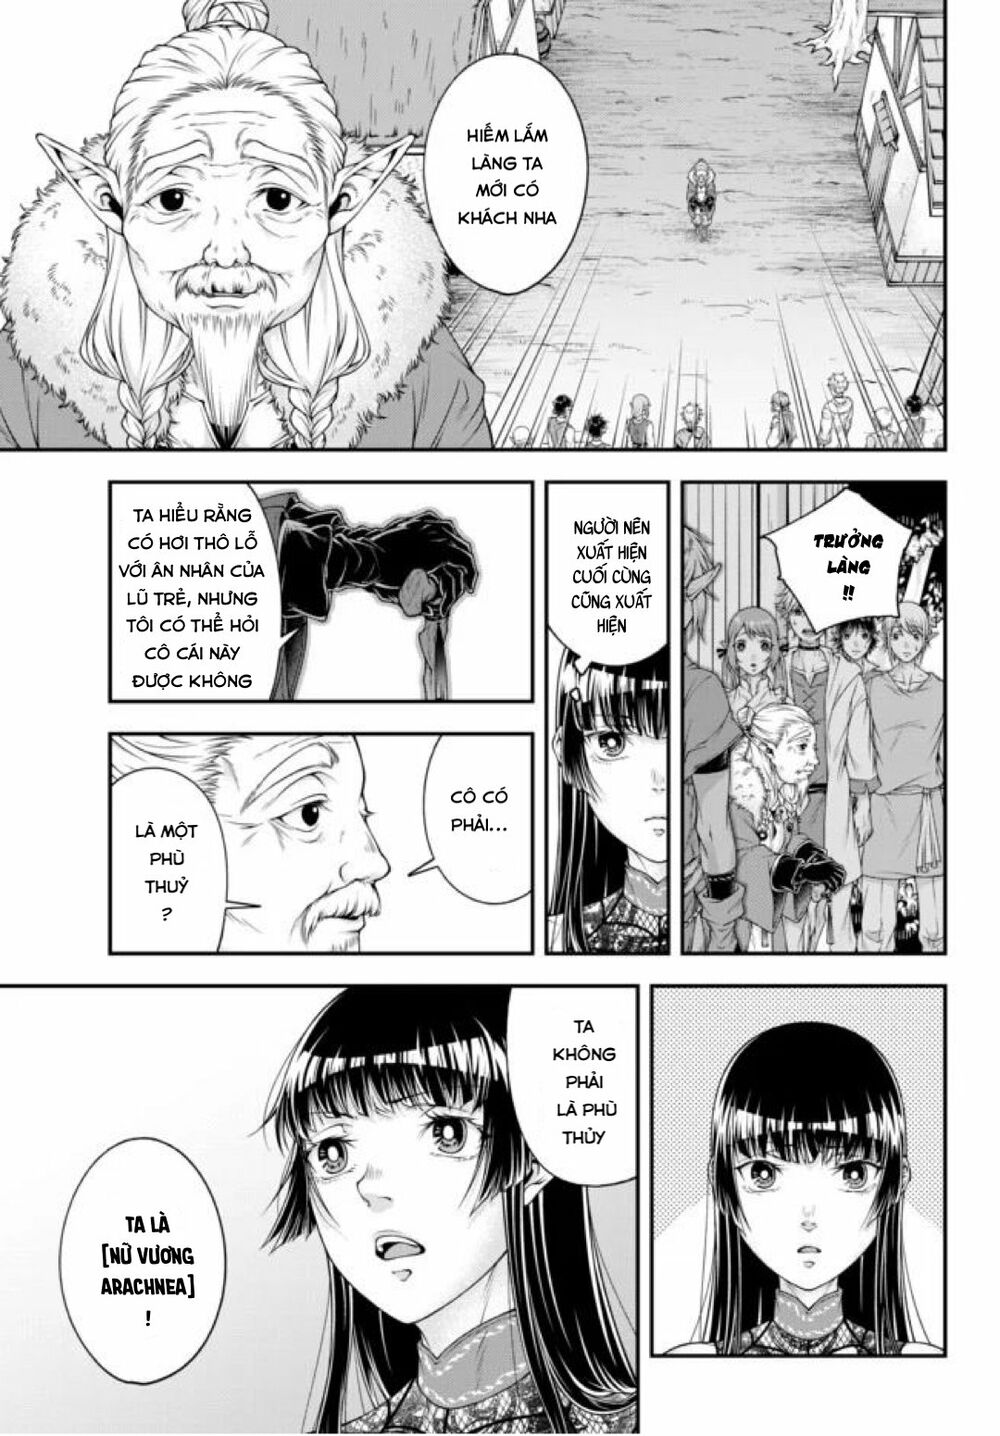 HIẾM LẮM
LÀNG TA
MỚI CÓ
KHÁCH NHA
TRƯỞNG
LÀNG
!!
NGƯỜI NÊN
XUẤT HIỆN
CUỐI CÙNG
CŨNG XUẤT
HIỆN
TA HIỂU RẰNG
CÓ HƠI THÔ LỖ
VỚI ÂN NHÂN CỦA
LŨ TRẺ, NHƯNG
TÔI CÓ THỂ HỎI
CÔ CÁI NÀY
ĐƯỢC KHÔNG
CÔ CÓ
PHẢI...
LÀ MỘT
PHÙ
THUỶ
?
TA
KHÔNG
PHẢI
LÀ PHÙ
THỦY
TA LÀ
[NỮ VƯƠNG
ARACHNEA]
!